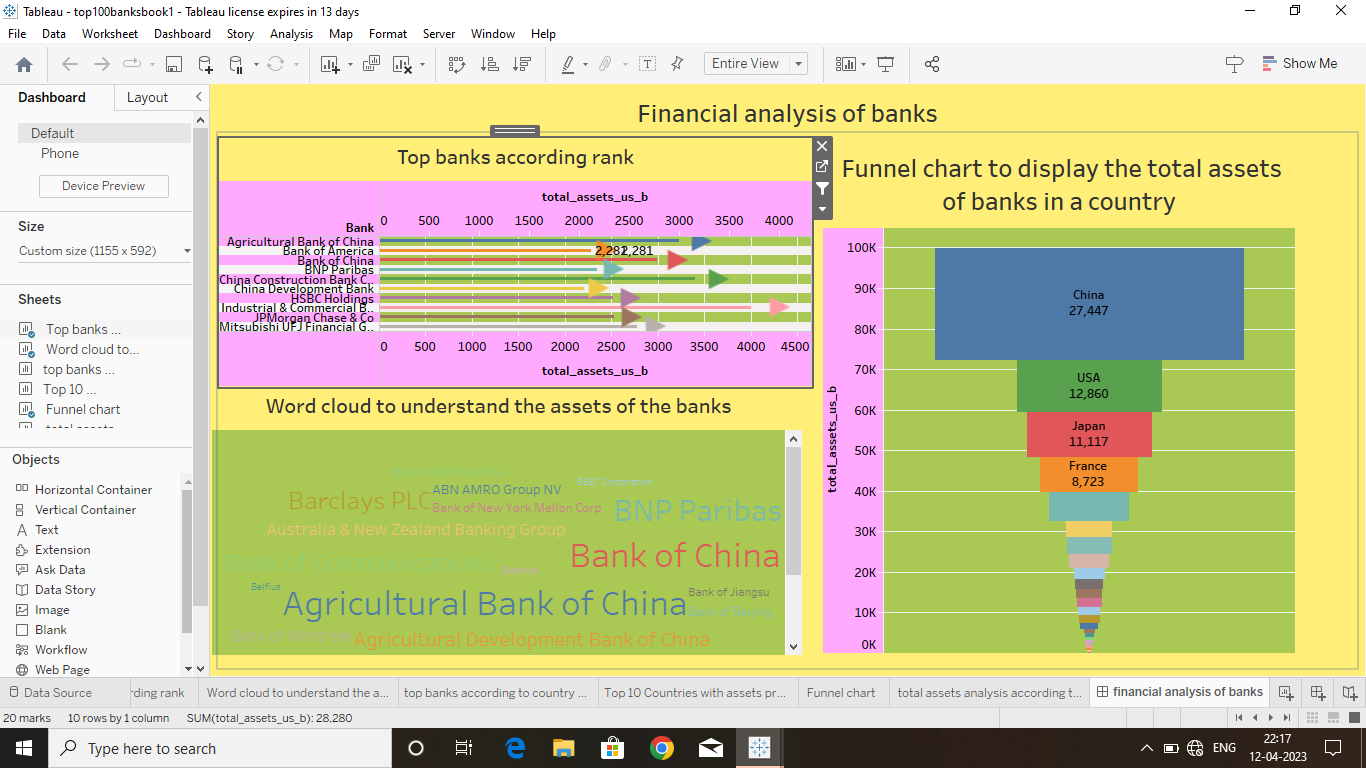 Tableau - top100banksbook1 - Tableau license expires in 13 days
File Data Worksheet Dashboard Story Analysis Map Format Server Window Help
Entire View
Show Me
Dashboard Layout
Default
Phone
Device Preview
Size
Custom size (1155 x 592)
Sheets
Top banks ...
Word cloud to...
top banks ...
Top 10 ...
Funnel chart
Objects
Horizontal Container
Vertical Container
Text
Extension
Ask Data
Data Story
Image
Blank
Workflow
Web Page
Financial analysis of banks
Top banks according rank
total_assets_us_b
0 500 1000 1500 2000 2500 3000 3500 4000
Bank
Agricultural Bank of China
Bank of America
2,281 2,281
Bank of China
BNP Paribas
China Construction Bank C..
China Development Bank
HSBC Holdings
Industrial & Commercial B..
JPMorgan Chase & Co
Mitsubishi UFJ Financial G..
0 500 1000 1500 2000 2500 3000 3500 4000 4500
total_assets_us_b
Word cloud to understand the assets of the banks
ABN AMRO Group NV
BB&T Corporation
Barclays PLC
Bank of New York Mellon Corp
BNP Paribas
Australia & New Zealand Banking Group
Bank of China
Bank of Communications
Belfius
Bank of Jiangsu
Agricultural Bank of China
Bank of Beijing
Bank of Montreal
Agricultural Development Bank of China
Funnel chart to display the total assets
of banks in a country
total_assets_us_b
100K
90K
80K
70K
60K
50K
40K
30K
20K
10K
0K
China
27,447
USA
12,860
Japan
11,117
France
8,723
Data Source
rding rank
Word cloud to understand the a...
top banks according to country ...
Top 10 Countries with assets pr...
Funnel chart
total assets analysis according t...
financial analysis of banks
20 marks 10 rows by 1 column SUM(total_assets_us_b): 28,280
Type here to search
ENG
22:17
12-04-2023